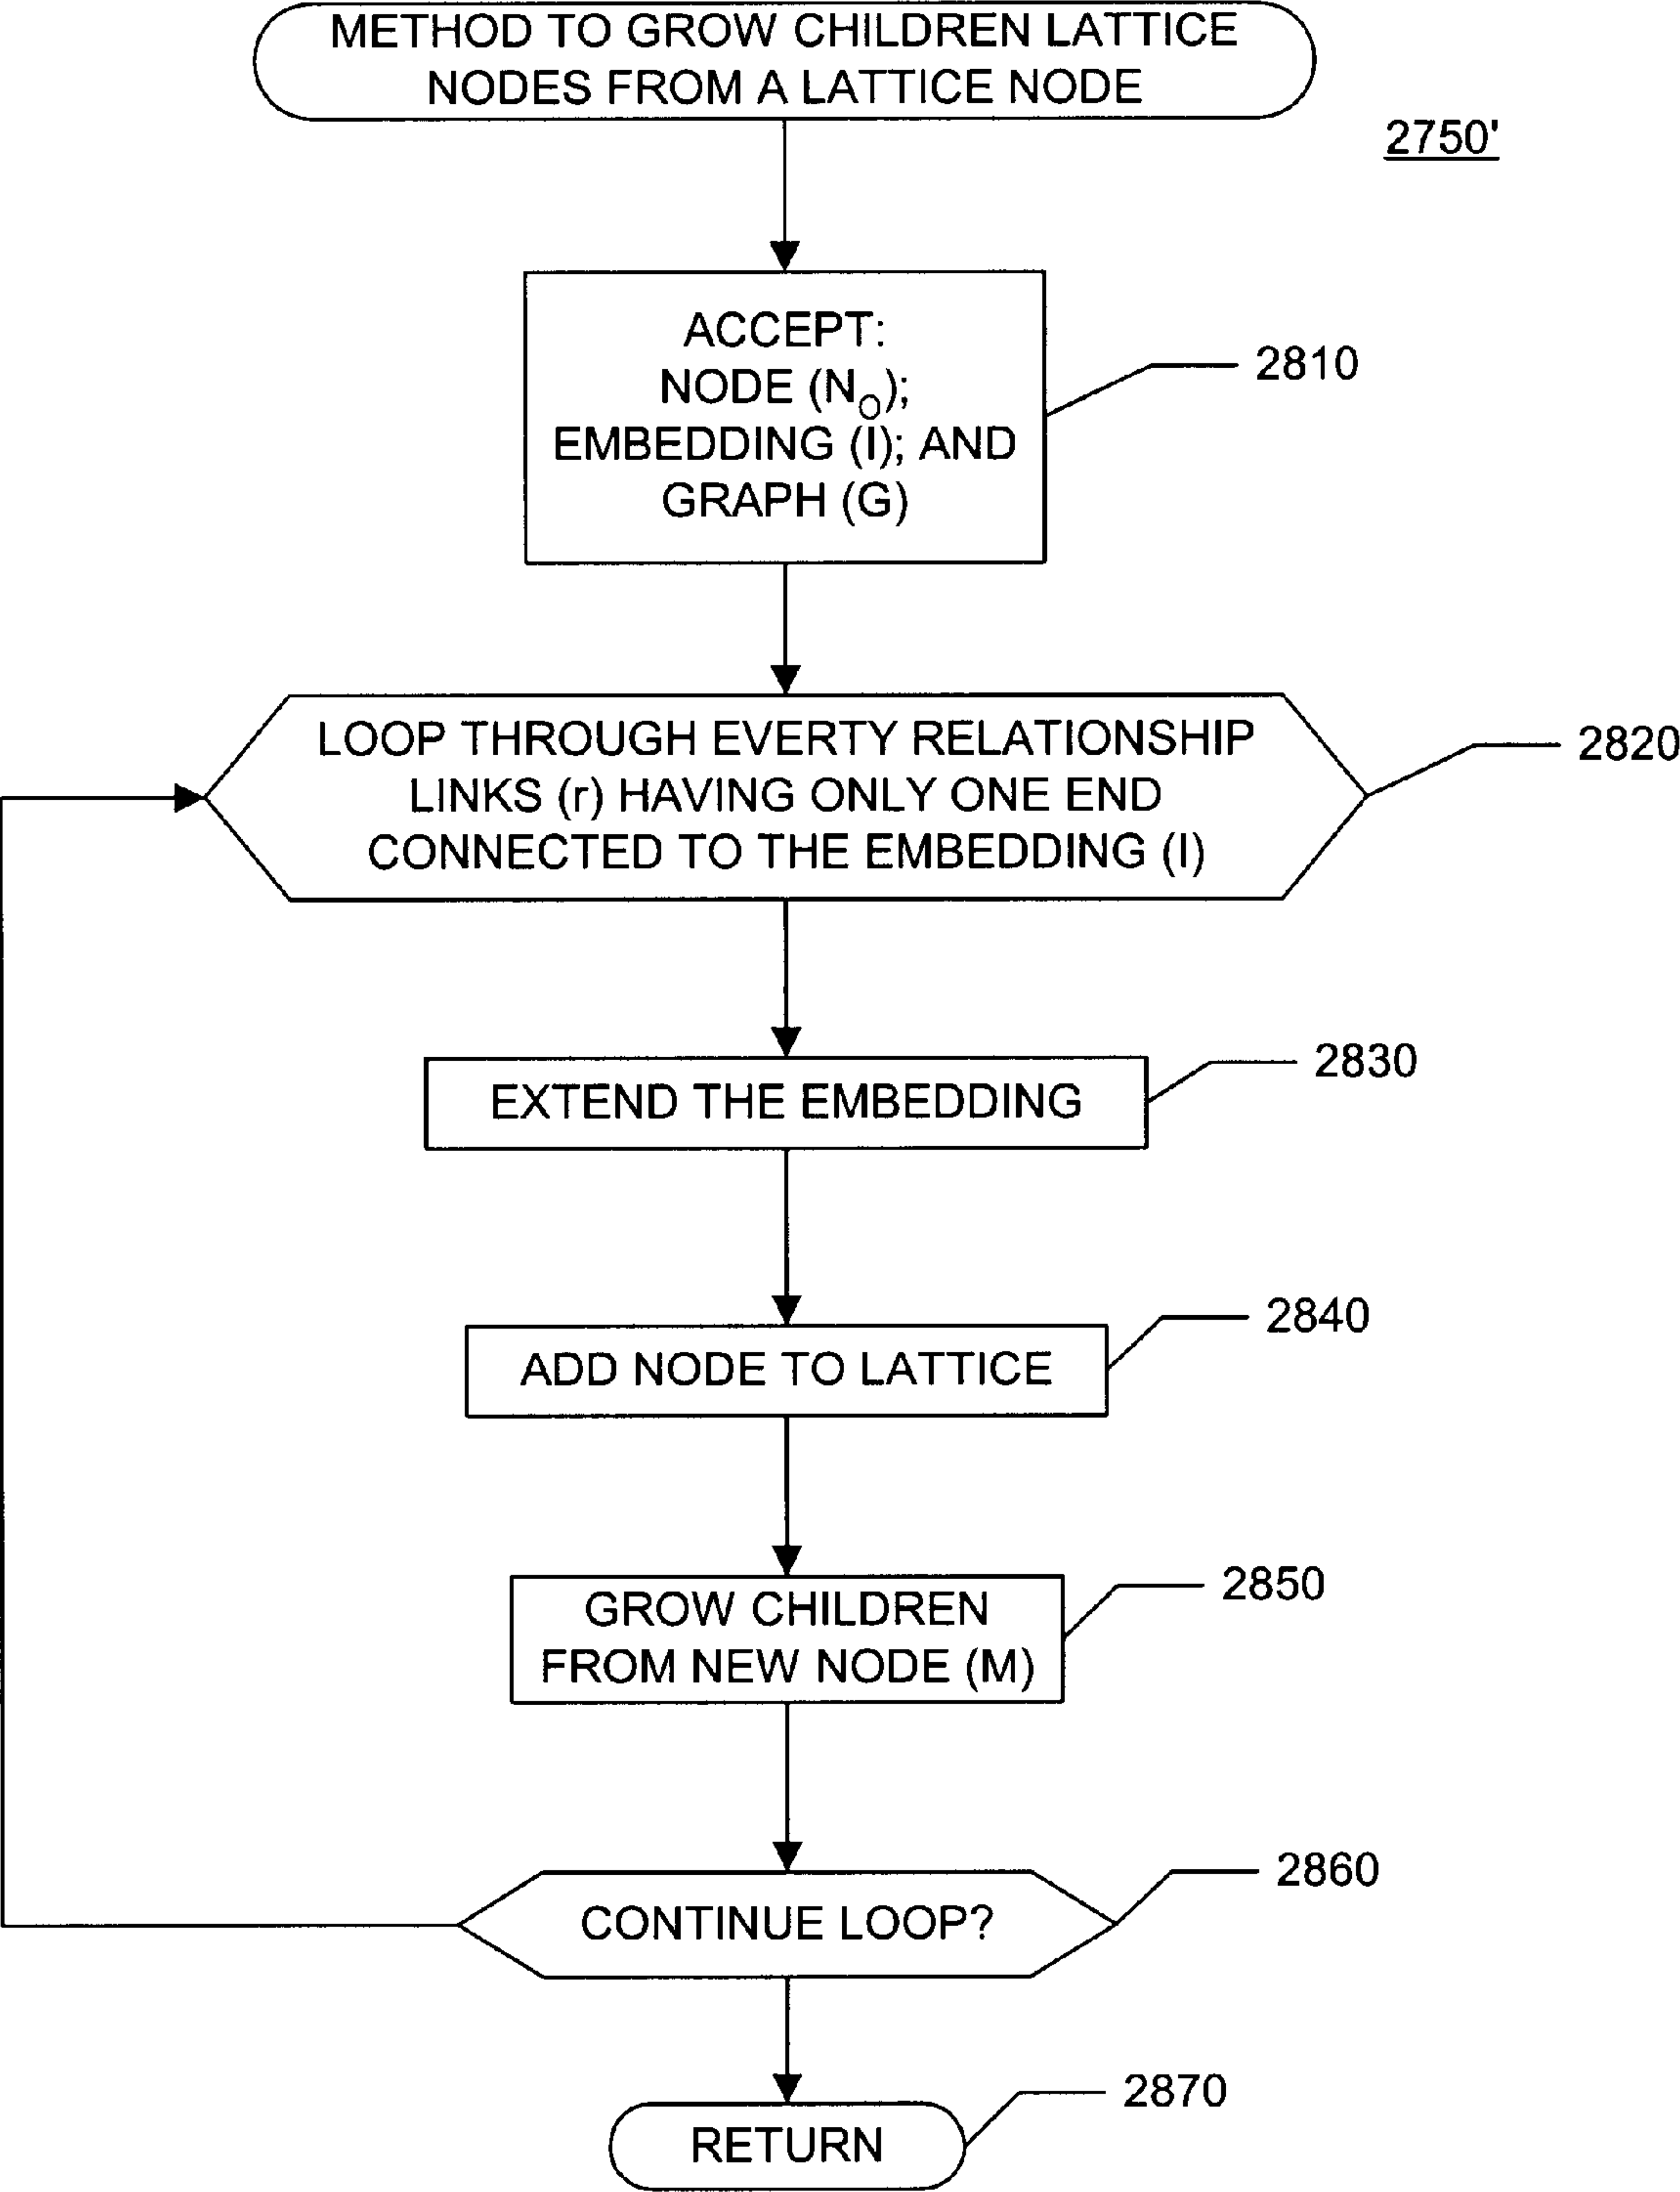 METHOD TO GROW CHILDREN LATTICE
NODES FROM A LATTICE NODE
2750'
ACCEPT:
NODE (NO);
EMBEDDING (I); AND
GRAPH (G)
2810
LOOP THROUGH EVERTY RELATIONSHIP
LINKS (r) HAVING ONLY ONE END
CONNECTED TO THE EMBEDDING (I)
2820
EXTEND THE EMBEDDING
2830
ADD NODE TO LATTICE
2840
GROW CHILDREN
FROM NEW NODE (M)
2850
CONTINUE LOOP?
2860
RETURN
2870